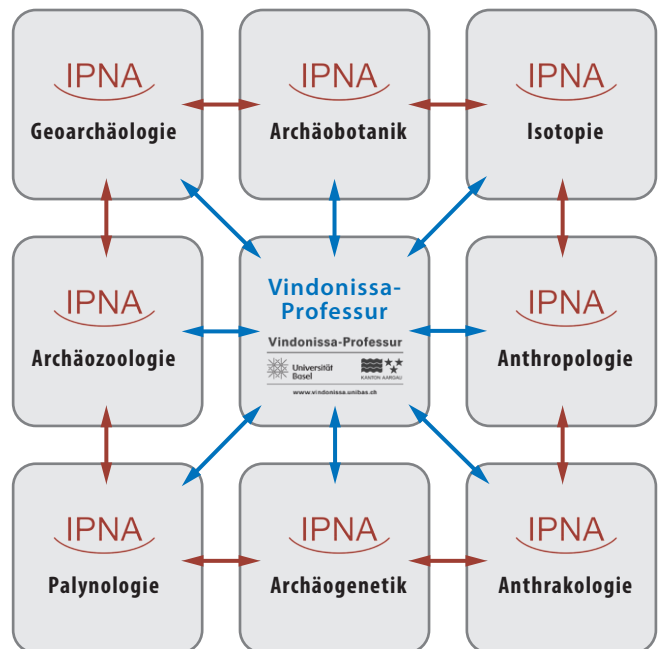 IPNA
Geoarchäologie
IPNA
Archäobotanik
IPNA
Isotopie
IPNA
Archäozoologie
Vindonissa-
Professur
Vindonissa-Professur
Universität
Basel
KANTON AARGAU
www.vindonissa.unibas.ch
IPNA
Anthropologie
IPNA
Palynologie
IPNA
Archäogenetik
IPNA
Anthrakologie